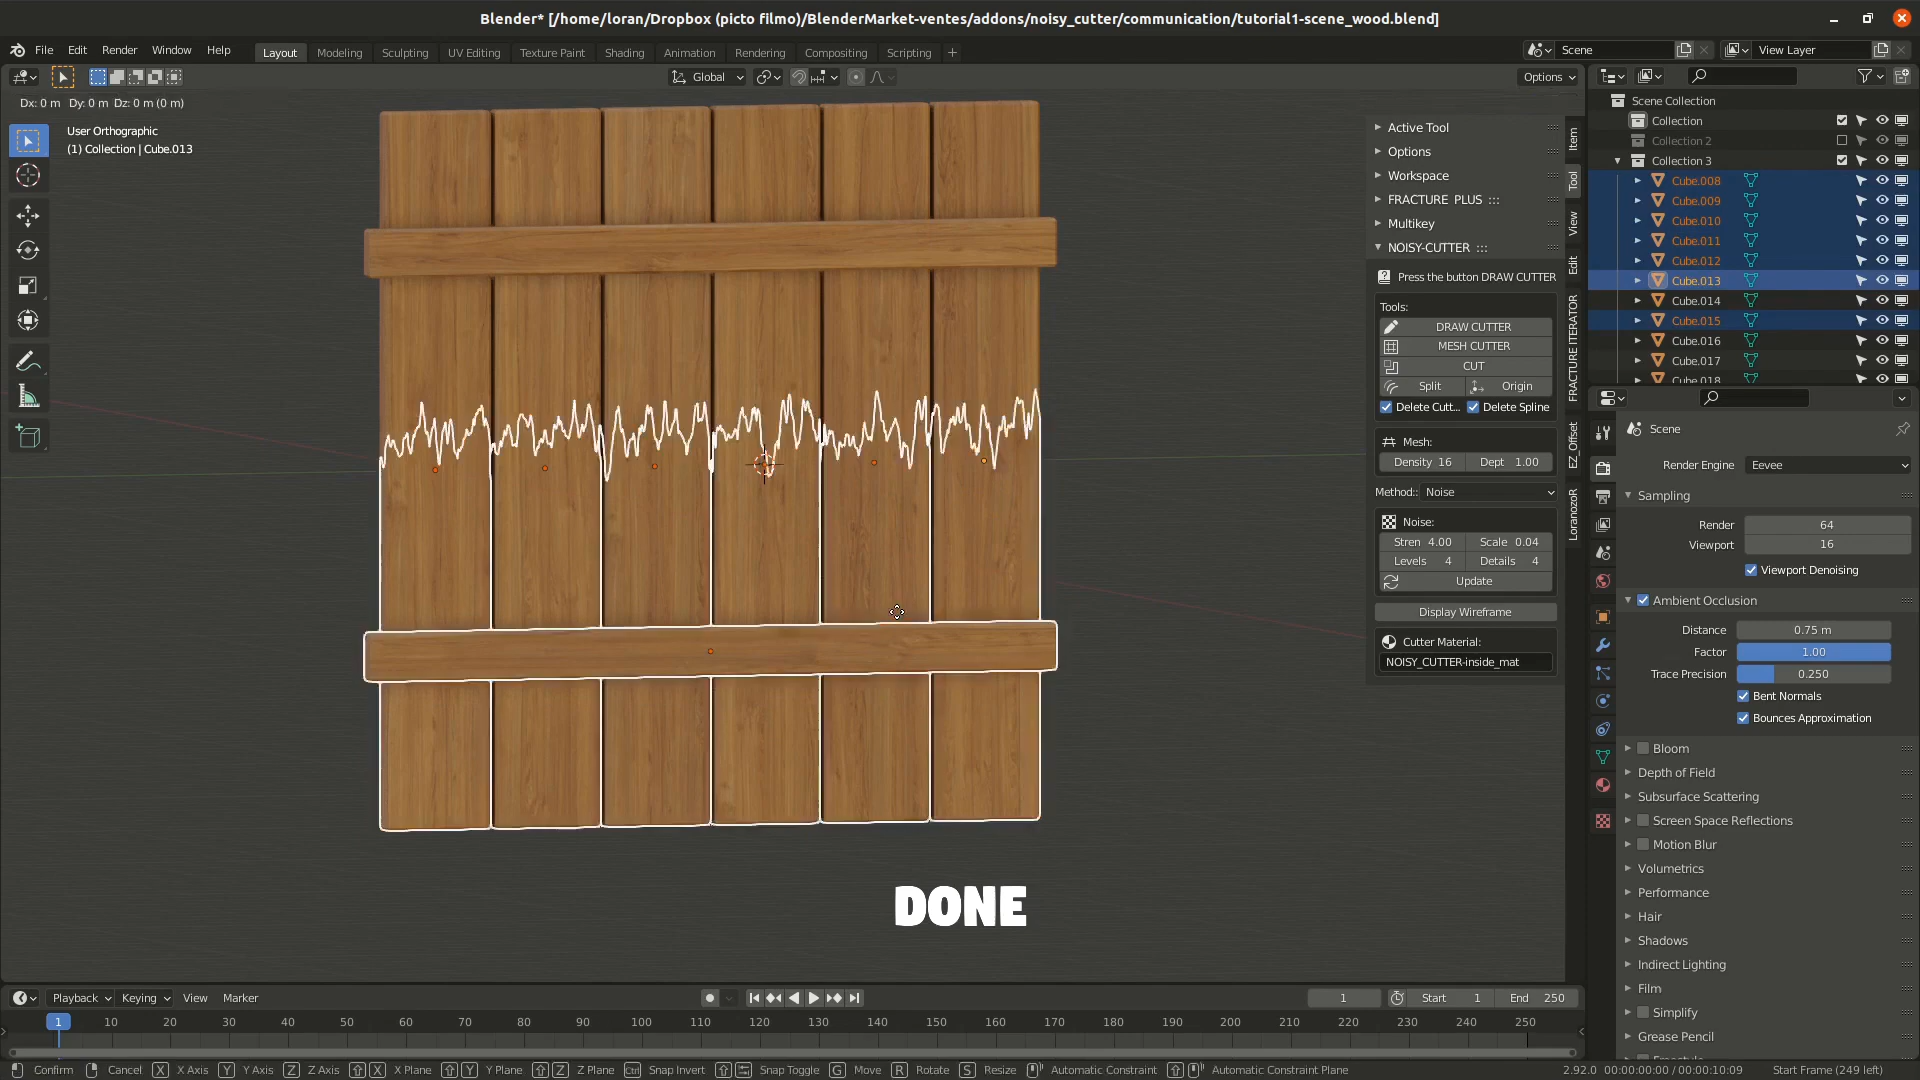 Blender* [/home/loran/Dropbox (picto filmo)/BlenderMarket-ventes/addons/noisy_cutter/communication/tutorial1-scene_wood.blend]
File Edit Render Window Help Layout Modeling Sculpting UV Editing Texture Paint Shading Animation Rendering Compositing Scripting + Scene View Layer
Global Options
Dx: 0 m Dy: 0 m Dz: 0 m (0 m)
User Orthographic
(1) Collection | Cube.013
Active Tool
Options
Workspace
FRACTURE PLUS :::
Multikey
NOISY-CUTTER :::
Press the button DRAW CUTTER
Tools:
DRAW CUTTER
MESH CUTTER
CUT
Split Origin
Delete Cutt... Delete Spline
Mesh:
Density 16 Dept 1.00
Method:: Noise
Noise:
Stren 4.00 Scale 0.04
Levels 4 Details 4
Update
Display Wireframe
Cutter Material:
NOISY_CUTTER-inside_mat
Item
Tool
View
Edit
FRACTURE ITERATOR
EZ_Offset
LoranozoR
Scene Collection
Collection
Collection 2
Collection 3
Cube.008
Cube.009
Cube.010
Cube.011
Cube.012
Cube.013
Cube.014
Cube.015
Cube.016
Cube.017
Cube.018
Scene
Render Engine Eevee
Sampling
Render 64
Viewport 16
Viewport Denoising
Ambient Occlusion
Distance 0.75 m
Factor 1.00
Trace Precision 0.250
Bent Normals
Bounces Approximation
Bloom
Depth of Field
Subsurface Scattering
Screen Space Reflections
Motion Blur
Volumetrics
Performance
Hair
Shadows
Indirect Lighting
Film
Simplify
Grease Pencil
Freestyle
DONE
Playback Keying View Marker 1 Start 1 End 250
1 10 20 30 40 50 60 70 80 90 100 110 120 130 140 150 160 170 180 190 200 210 220 230 240 250
Confirm Cancel X X Axis Y Y Axis Z Z Axis X X Plane Y Y Plane Z Z Plane Ctrl Snap Invert Snap Toggle G Move R Rotate S Resize Automatic Constraint Automatic Constraint Plane 2.92.0 00:00:00:00 / 00:00:10:09 Start Frame (249 left)